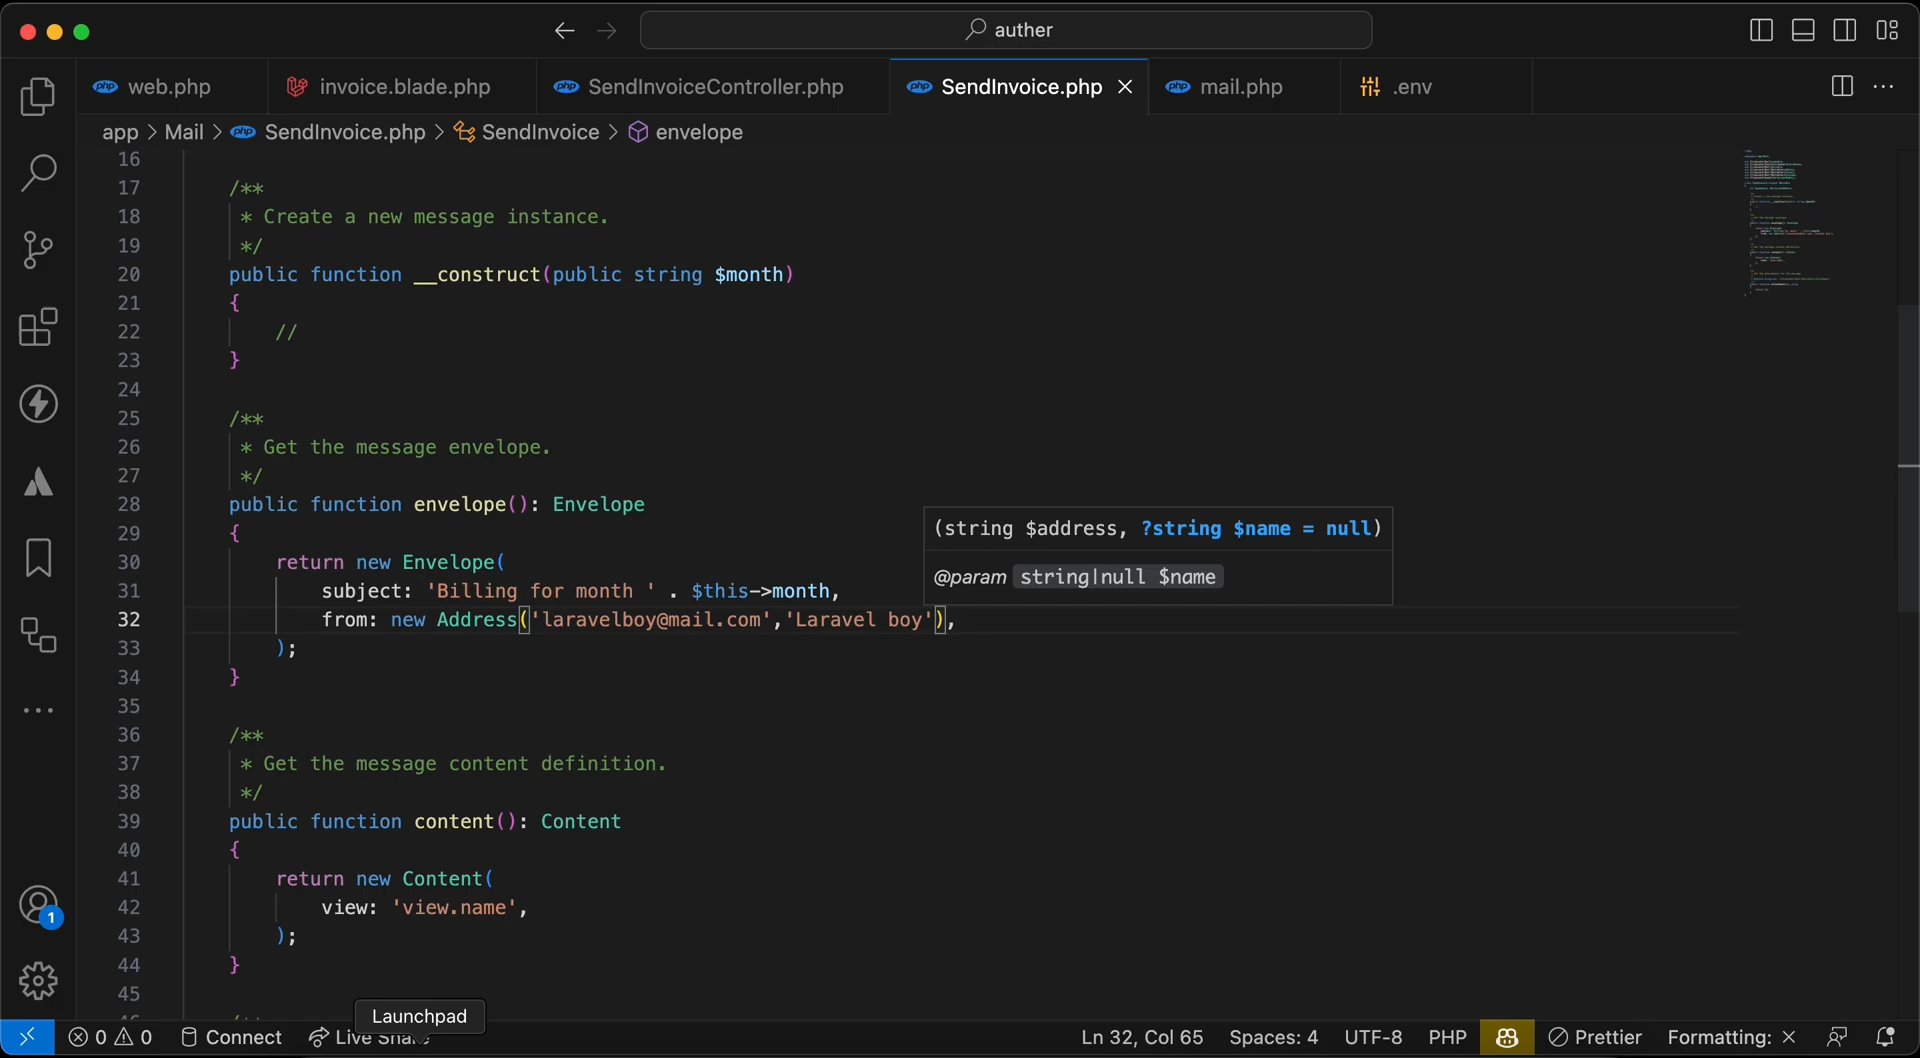 auther
web.php
invoice.blade.php
SendInvoiceController.php
SendInvoice.php
mail.php
.env
app > Mail > SendInvoice.php > SendInvoice > envelope
16
17 /**
18 * Create a new message instance.
19 */
20 public function __construct(public string $month)
21 {
22 //
23 }
24
25 /**
26 * Get the message envelope.
27 */
28 public function envelope(): Envelope
29 {
(string $address, ?string $name = null)
@param string|null $name
30 return new Envelope(
31 subject: 'Billing for month ' . $this->month,
32 from: new Address('laravelboy@mail.com','Laravel boy'),
33 );
34 }
35
36 /**
37 * Get the message content definition.
38 */
39 public function content(): Content
40 {
41 return new Content(
42 view: 'view.name',
43 );
44 }
45
1
Launchpad
0 0 Connect Live Share Ln 32, Col 65 Spaces: 4 UTF-8 PHP Prettier Formatting: ×